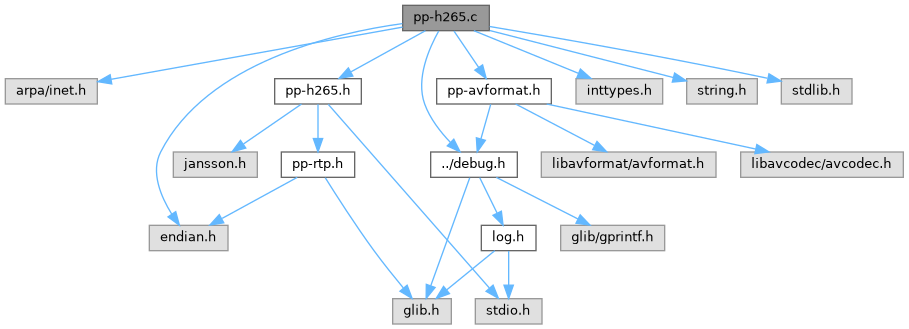 pp-h265.c
arpa/inet.h
pp-h265.h
pp-avformat.h
inttypes.h
string.h
stdlib.h
jansson.h
pp-rtp.h
../debug.h
libavformat/avformat.h
libavcodec/avcodec.h
endian.h
log.h
glib/gprintf.h
glib.h
stdio.h